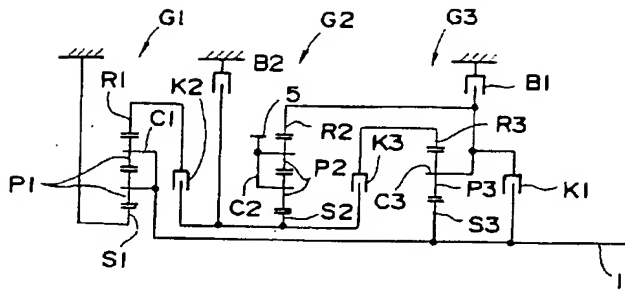 G1 G2 G3
B2
B1
R1 K2
5
C1 R2 R3
K3
P1 P2
C2 C3 P3 K1
S2
S1 S3
1